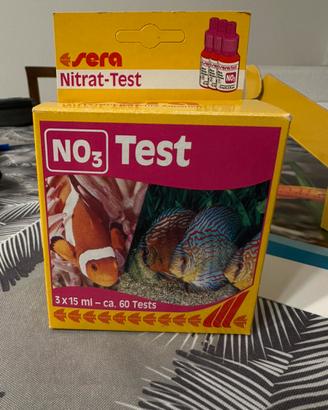 sera
Nitrat-Test
NO3
NO₃ Test
3 x 15 ml – ca. 60 Tests